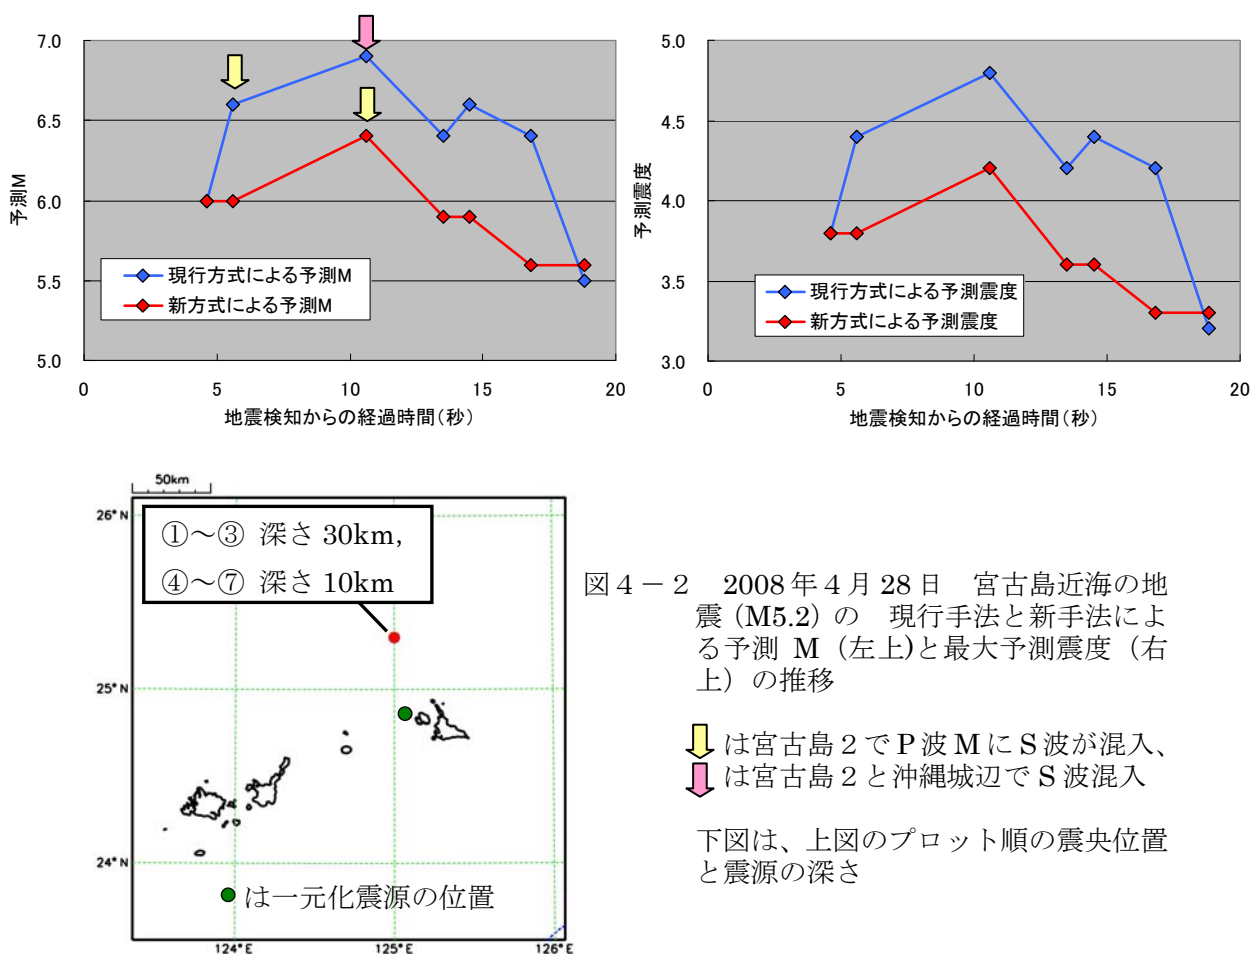 7.0
6.5
6.0
5.5
5.0
予測M
現行方式による予測M
新方式による予測M
0 5 10 15 20
地震検知からの経過時間(秒)
5.0
4.5
4.0
3.5
3.0
予測震度
現行方式による予測震度
新方式による予測震度
0 5 10 15 20
地震検知からの経過時間(秒)
50km
26°N
25°N
24°N
①～③ 深さ 30km,
④～⑦ 深さ 10km
は一元化震源の位置
124°E 125°E 126°E
図４－２ 2008年４月28日 宮古島近海の地
震（M5.2）の 現行手法と新手法によ
る予測 M（左上)と最大予測震度（右
上）の推移
は宮古島２でP波MにS波が混入、
は宮古島２と沖縄城辺でS波混入
下図は、上図のプロット順の震央位置
と震源の深さ